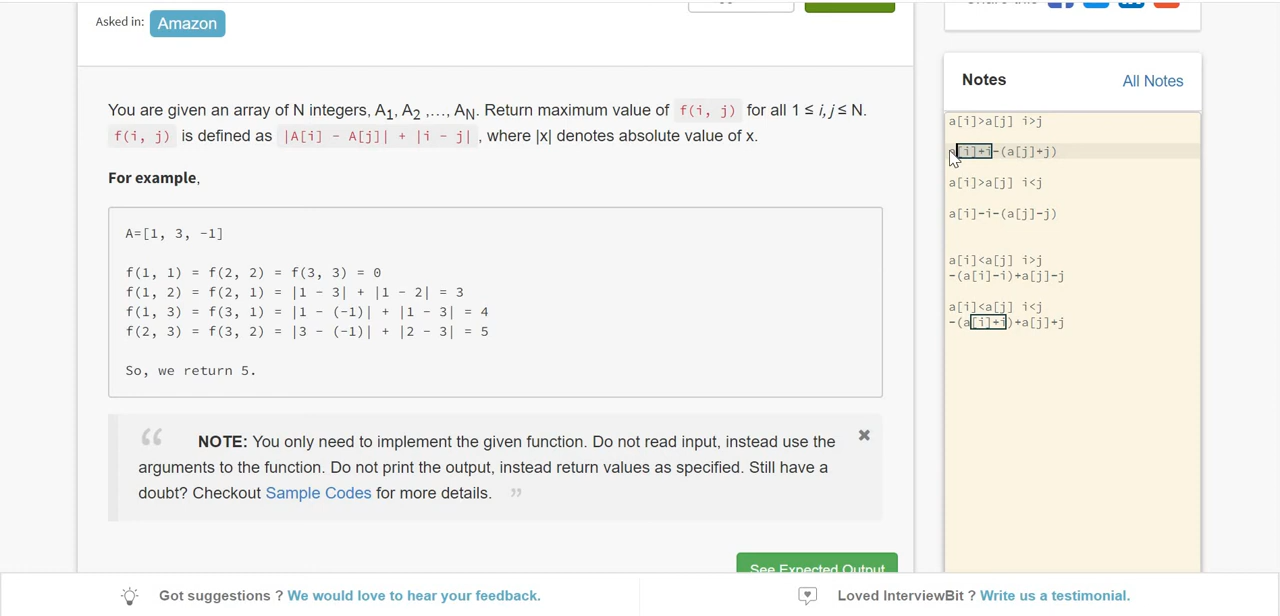 Asked in: Amazon
You are given an array of N integers, A1, A2 ,…., AN. Return maximum value of f(i, j) for all 1 ≤ i, j ≤ N.
f(i, j) is defined as |A[i] - A[j]| + |i - j| , where |x| denotes absolute value of x.
For example,
A=[1, 3, -1]
f(1, 1) = f(2, 2) = f(3, 3) = 0
f(1, 2) = f(2, 1) = |1 - 3| + |1 - 2| = 3
f(1, 3) = f(3, 1) = |1 - (-1)| + |1 - 3| = 4
f(2, 3) = f(3, 2) = |3 - (-1)| + |2 - 3| = 5
So, we return 5.
“ NOTE: You only need to implement the given function. Do not read input, instead use the
arguments to the function. Do not print the output, instead return values as specified. Still have a
doubt? Checkout Sample Codes for more details. ”
See Expected Output
Notes
All Notes
a[i]>a[j] i>j
a[i]+i-(a[j]+j)
a[i]>a[j] i<j
a[i]-i-(a[j]-j)
a[i]<a[j] i>j
-(a[i]-i)+a[j]-j
a[i]<a[j] i<j
-(a[i]+i)+a[j]+j
Got suggestions ? We would love to hear your feedback.
Loved InterviewBit ? Write us a testimonial.